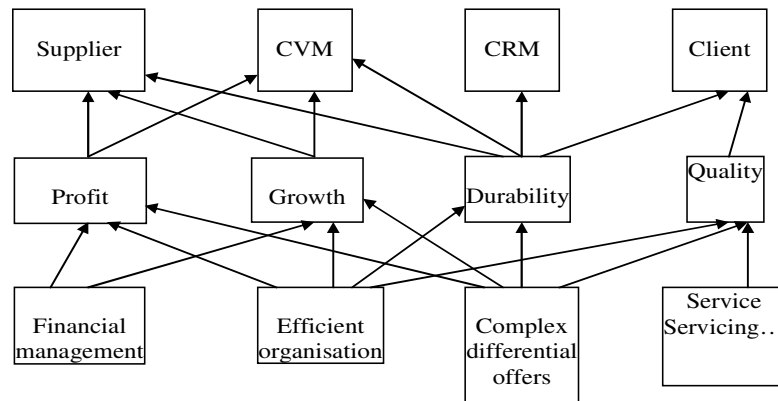 Supplier
CVM
CRM
Client
Profit
Growth
Durability
Quality
Financial
management
Efficient
organisation
Complex
differential
offers
Service
Servicing…